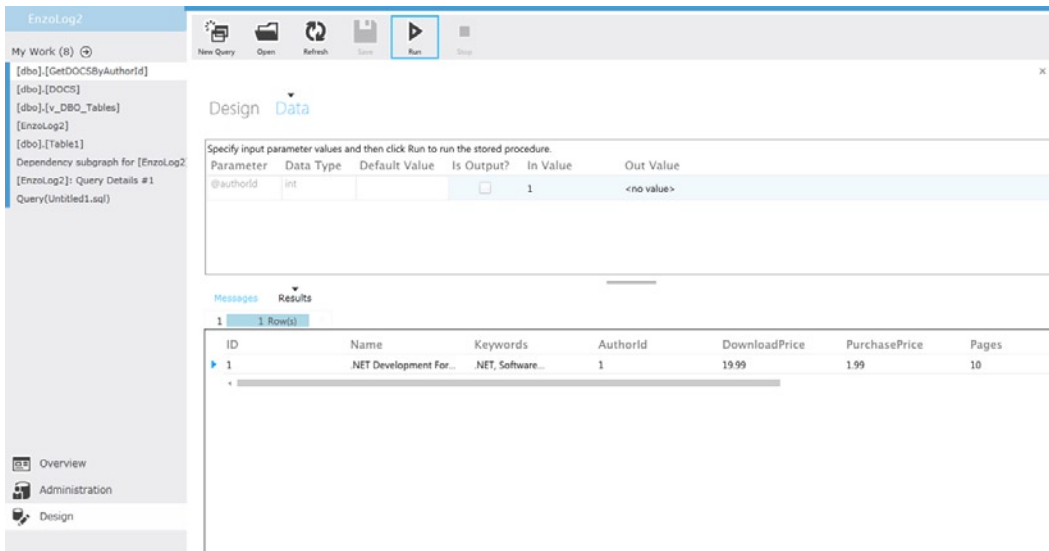 EnzoLog2
My Work (8)
[dbo].[GetDOCSByAuthorId]
[dbo].[DOCS]
[dbo].[v_DBO_Tables]
[EnzoLog2]
[dbo].[Table1]
Dependency subgraph for [EnzoLog2
[EnzoLog2]: Query Details #1
Query(Untitled1.sql)
Overview
Administration
Design
New Query Open Refresh Save Run Stop
Design Data
Specify input parameter values and then click Run to run the stored procedure.
Parameter Data Type Default Value Is Output? In Value Out Value
@authorId int 1 <no value>
Messages Results
1 1 Row(s)
ID Name Keywords AuthorId DownloadPrice PurchasePrice Pages
1 .NET Development For... .NET, Software... 1 19.99 1.99 10